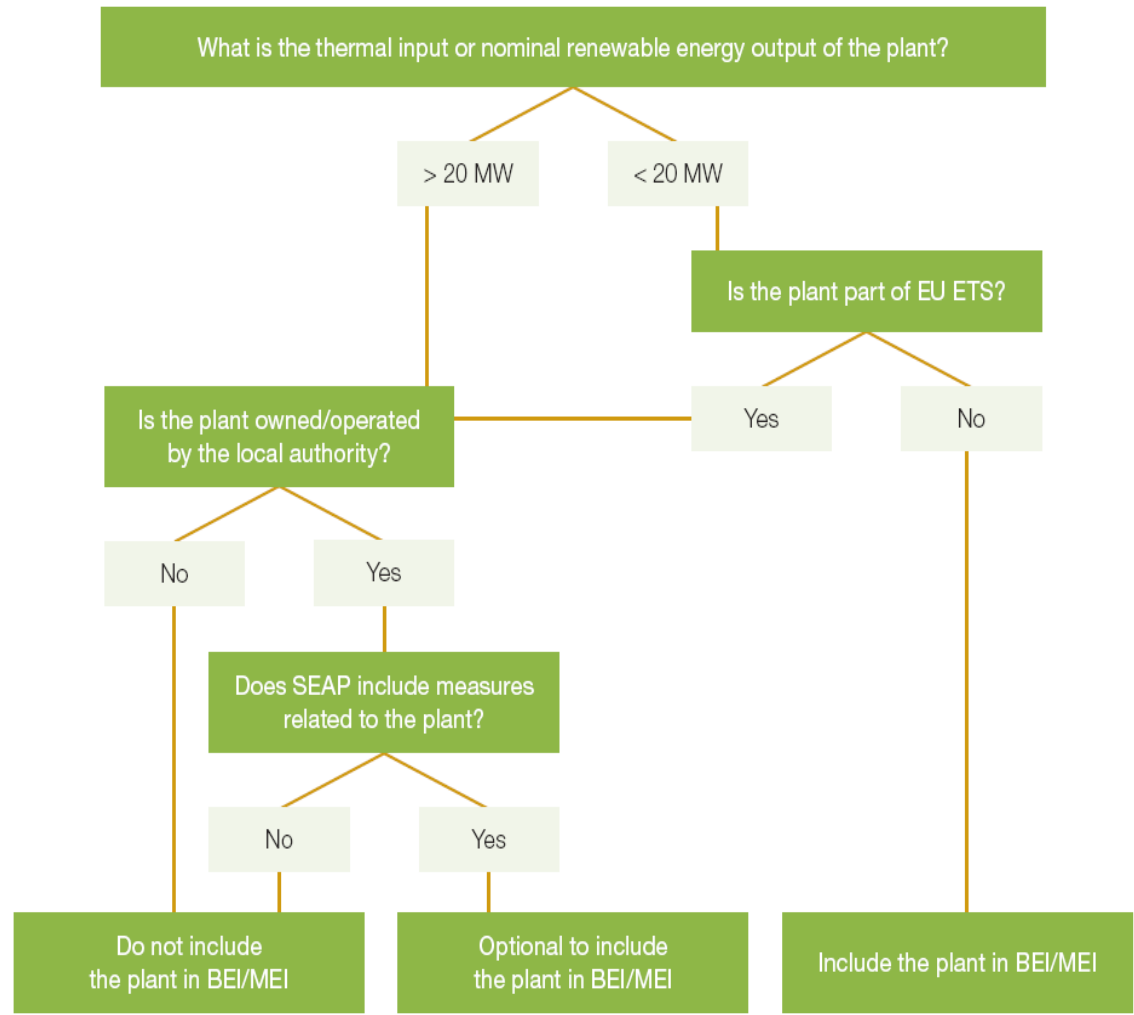 What is the thermal input or nominal renewable energy output of the plant?
> 20 MW
< 20 MW
Is the plant part of EU ETS?
Is the plant owned/operated
by the local authority?
Yes
No
No
Yes
Does SEAP include measures
related to the plant?
No
Yes
Do not include
the plant in BEI/MEI
Optional to include
the plant in BEI/MEI
Include the plant in BEI/MEI